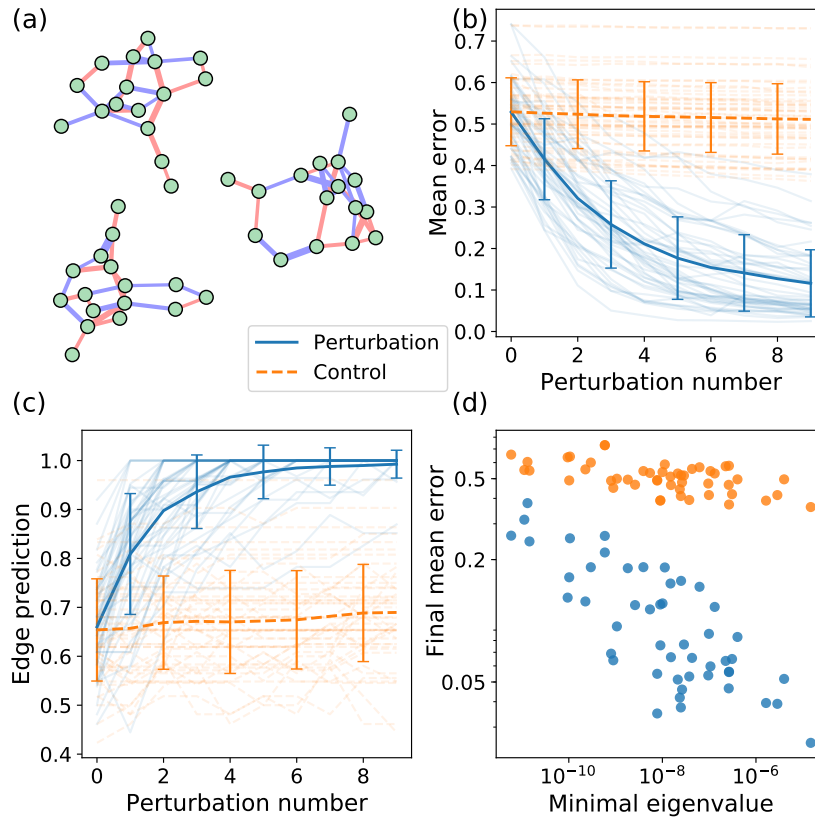 (a)
Perturbation
Control
(b)
Mean error
0.7
0.6
0.5
0.4
0.3
0.2
0.1
0.0
0 2 4 6 8
Perturbation number
(c)
Edge prediction
1.0
0.9
0.8
0.7
0.6
0.5
0.4
0 2 4 6 8
Perturbation number
(d)
Final mean error
0.5
0.2
0.05
10⁻¹⁰ 10⁻⁸ 10⁻⁶
Minimal eigenvalue